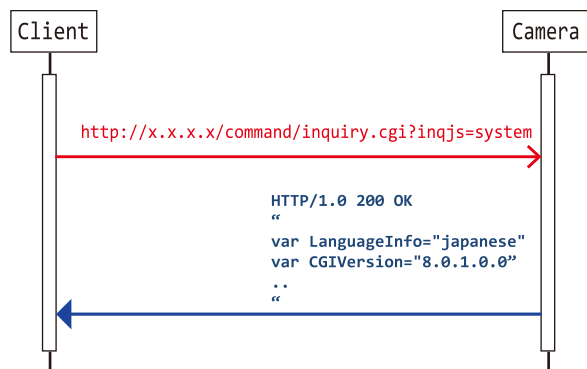 Client
Camera
http://x.x.x.x/command/inquiry.cgi?inqjs=system
HTTP/1.0 200 OK
“
var LanguageInfo="japanese"
var CGIVersion="8.0.1.0.0”
..
“